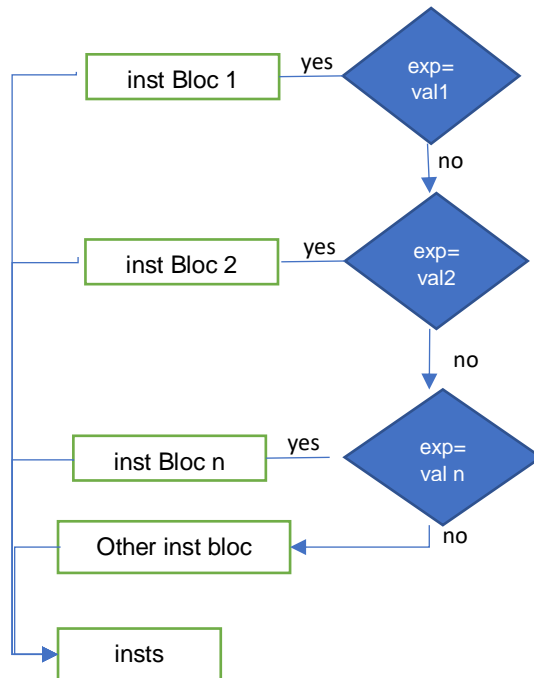 inst Bloc 1
yes
exp=
val1
no
inst Bloc 2
yes
exp=
val2
no
inst Bloc n
yes
exp=
val n
Other inst bloc
no
insts